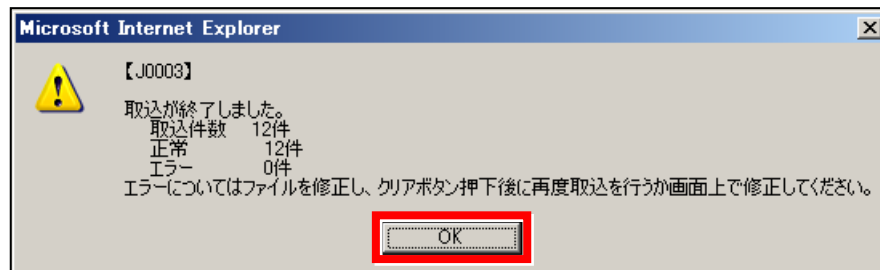 Microsoft Internet Explorer
【J0003】
取込が終了しました。
取込件数 12件
正常 12件
エラー 0件
エラーについてはファイルを修正し、クリアボタン押下後に再度取込を行うか画面上で修正してください。
OK